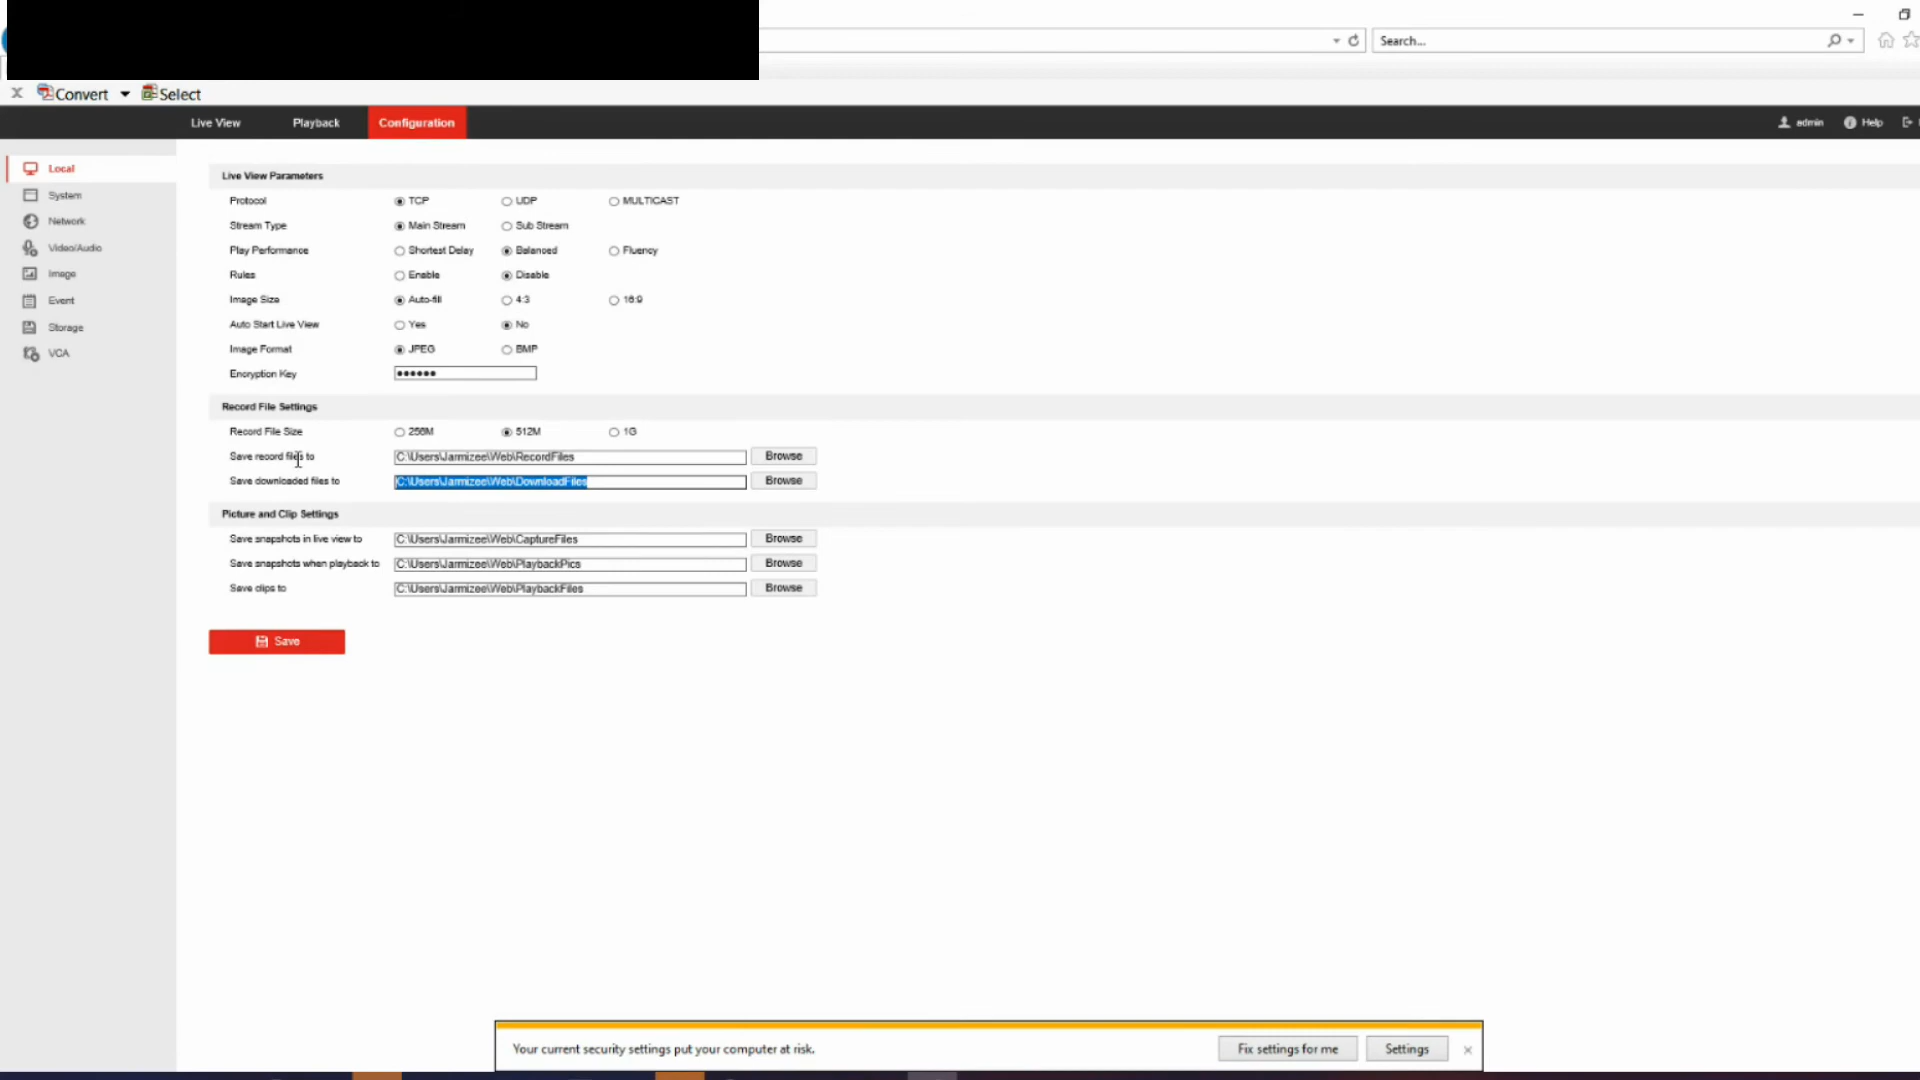 Search...
Convert Select
Live View Playback Configuration admin Help
Local
System
Network
Video/Audio
Image
Event
Storage
VCA
Live View Parameters
Protocol TCP UDP MULTICAST
Stream Type Main Stream Sub Stream
Play Performance Shortest Delay Balanced Fluency
Rules Enable Disable
Image Size Auto-fill 4:3 16:9
Auto Start Live View Yes No
Image Format JPEG BMP
Encryption Key ••••••
Record File Settings
Record File Size 256M 512M 1G
Save record files to C:\Users\Jarmizee\Web\RecordFiles Browse
Save downloaded files to C:\Users\Jarmizee\Web\DownloadFiles Browse
Picture and Clip Settings
Save snapshots in live view to C:\Users\Jarmizee\Web\CaptureFiles Browse
Save snapshots when playback to C:\Users\Jarmizee\Web\PlaybackPics Browse
Save clips to C:\Users\Jarmizee\Web\PlaybackFiles Browse
Save
Your current security settings put your computer at risk. Fix settings for me Settings